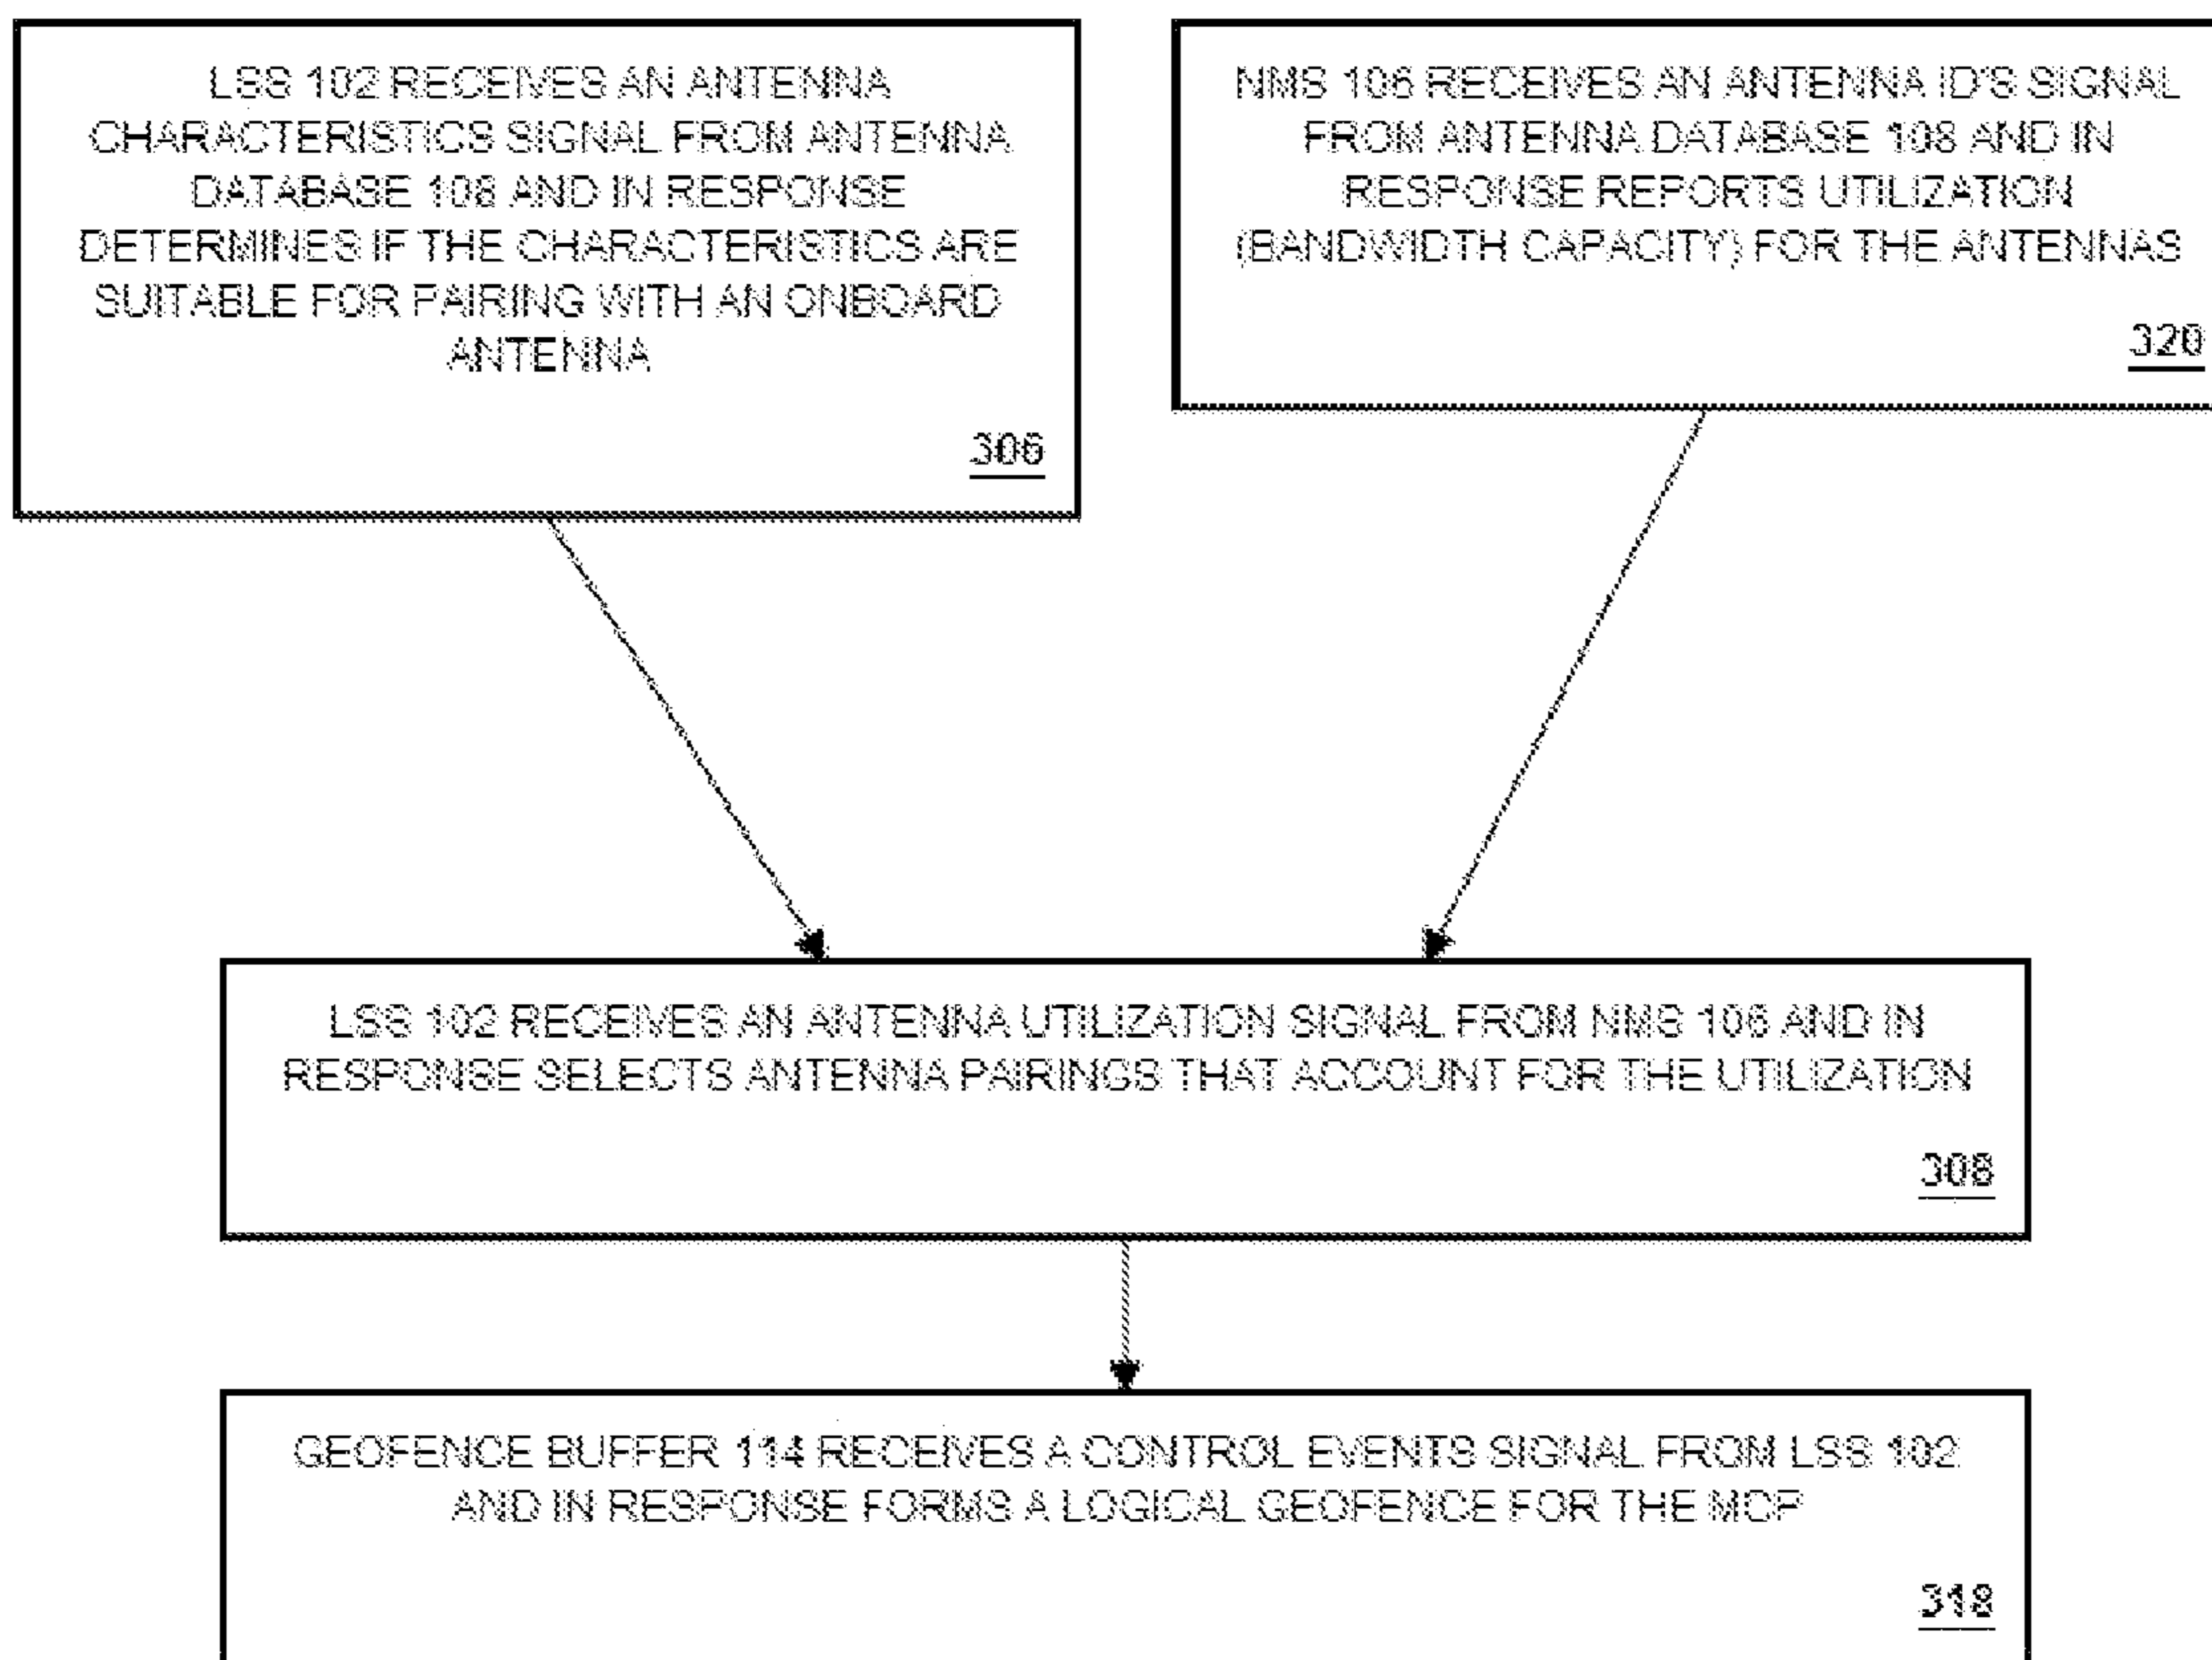 LSS 102 RECEIVES AN ANTENNA
CHARACTERISTICS SIGNAL FROM ANTENNA
DATABASE 108 AND IN RESPONSE
DETERMINES IF THE CHARACTERISTICS ARE
SUITABLE FOR PAIRING WITH AN ONBOARD
ANTENNA
306
NMS 106 RECEIVES AN ANTENNA ID'S SIGNAL
FROM ANTENNA DATABASE 108 AND IN
RESPONSE REPORTS UTILIZATION
(BANDWIDTH CAPACITY) FOR THE ANTENNAS
320
LSS 102 RECEIVES AN ANTENNA UTILIZATION SIGNAL FROM NMS 106 AND IN
RESPONSE SELECTS ANTENNA PAIRINGS THAT ACCOUNT FOR THE UTILIZATION
308
GEOFENCE BUFFER 114 RECEIVES A CONTROL EVENTS SIGNAL FROM LSS 102
AND IN RESPONSE FORMS A LOGICAL GEOFENCE FOR THE MCP
318